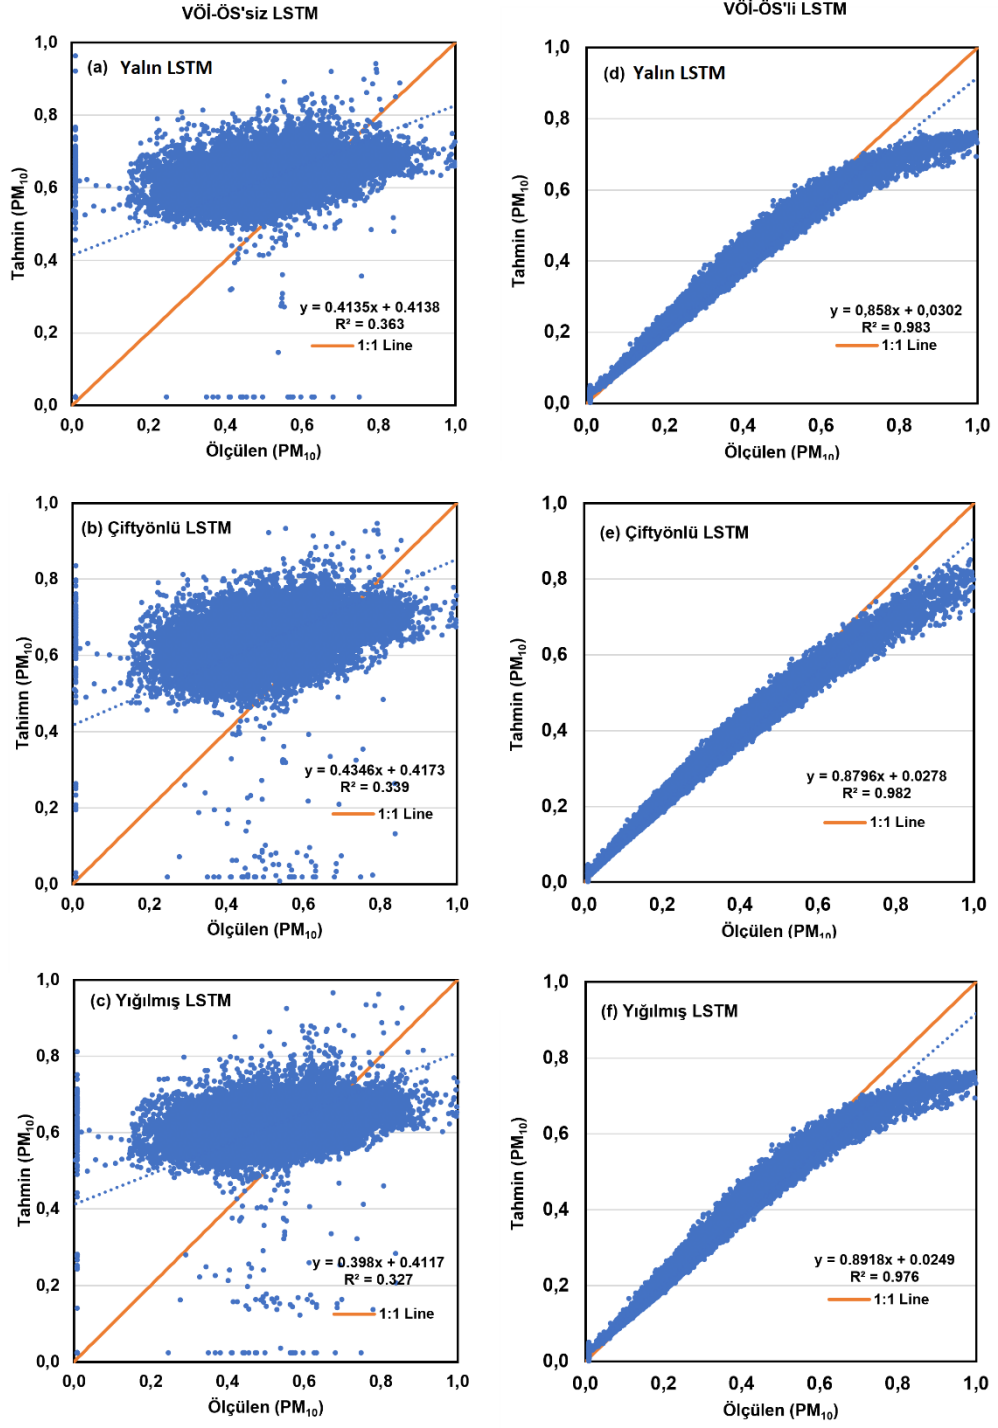 VÖİ-ÖS'siz LSTM
1,0
(a) Yalın LSTM
0,8
0,6
0,4
0,2
0,0
Tahmin (PM10)
y = 0.4135x + 0.4138
R² = 0.363
1:1 Line
0,0 0,2 0,4 0,6 0,8 1,0
Ölçülen (PM10)
VÖİ-ÖS'li LSTM
1,0
(d) Yalın LSTM
0,8
0,6
0,4
0,2
0,0
Tahmin (PM10)
y = 0,858x + 0,0302
R² = 0.983
1:1 Line
0,0 0,2 0,4 0,6 0,8 1,0
Ölçülen (PM10)
1,0
(b) Çiftyönlü LSTM
0,8
0,6
0,4
0,2
0,0
Tahimn (PM10)
y = 0.4346x + 0.4173
R² = 0.339
1:1 Line
0,0 0,2 0,4 0,6 0,8 1,0
Ölçülen (PM10)
1,0
(e) Çiftyönlü LSTM
0,8
0,6
0,4
0,2
0,0
Tahmin (PM10)
y = 0.8796x + 0.0278
R² = 0.982
1:1 Line
0,0 0,2 0,4 0,6 0,8 1,0
Ölçülen (PM10)
1,0
(c) Yığılmış LSTM
0,8
0,6
0,4
0,2
0,0
Tahmin (PM10)
y = 0.398x + 0.4117
R² = 0.327
1:1 Line
0,0 0,2 0,4 0,6 0,8 1,0
Ölçülen (PM10)
1,0
(f) Yığılmış LSTM
0,8
0,6
0,4
0,2
0,0
Tahmin (PM10)
y = 0.8918x + 0.0249
R² = 0.976
1:1 Line
0,0 0,2 0,4 0,6 0,8 1,0
Ölçülen (PM10)